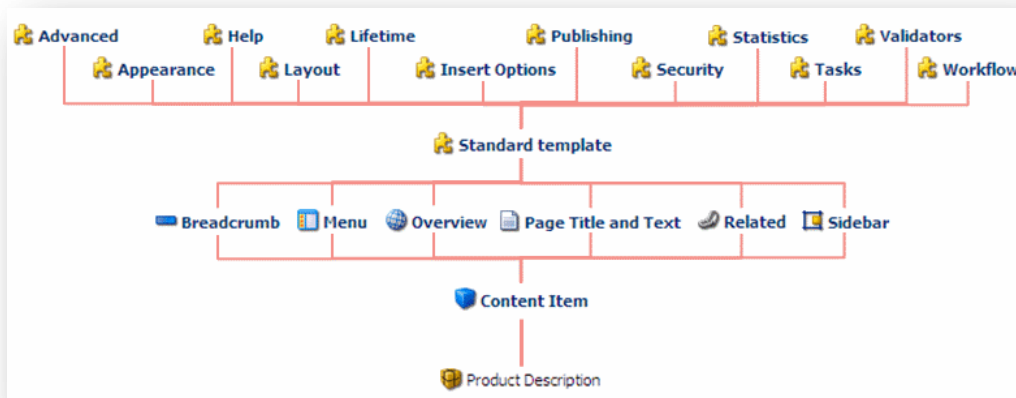 Advanced Help Lifetime Publishing Statistics Validators
Appearance Layout Insert Options Security Tasks Workflow
Standard template
Breadcrumb Menu Overview Page Title and Text Related Sidebar
Content Item
Product Description